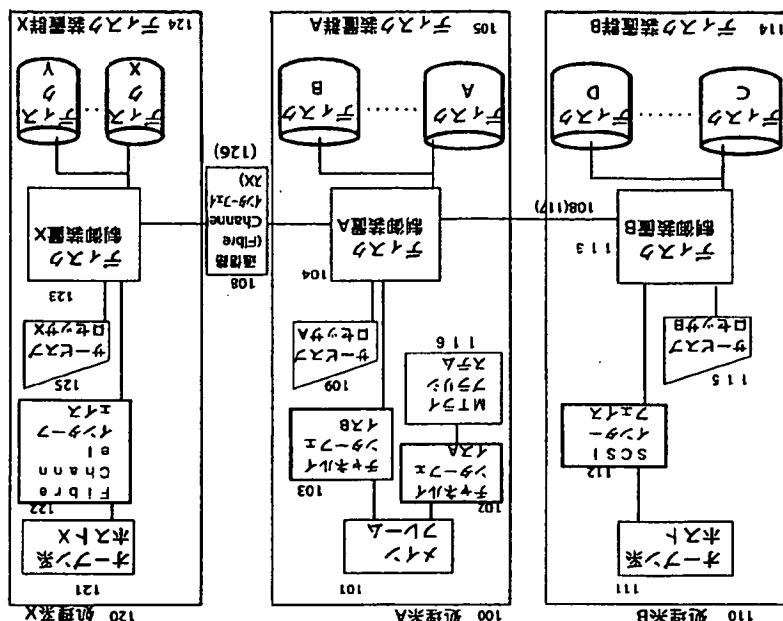 110 処理系B
111
オープン系
ホスト
112
SCSI
インター
フェイス
115
サービスプ
ロセッサB
113
ディスク
制御装置B
ディスク
C
……
ディスク
D
114
ディスク装置群B
108(117)
100 処理系A
101
メイン
フレーム
102
チャネルイ
ンターフェ
イスA
103
チャネルイ
ンターフェ
イスB
116
MTライ
ブラリシ
ステム
109
サービスプ
ロセッサA
104
ディスク
制御装置A
ディスク
A
……
ディスク
B
105
ディスク装置群A
108
通信路
(Fibre
Channe
インターフェイ
スX)
(126)
120 処理系X
121
オープン系
ホストX
122
Fibre
Chann
el
インターフ
ェイス
125
サービスプ
ロセッサX
123
ディスク
制御装置X
ディス
ク
X
…
ディス
ク
Y
124
ディスク装置群X